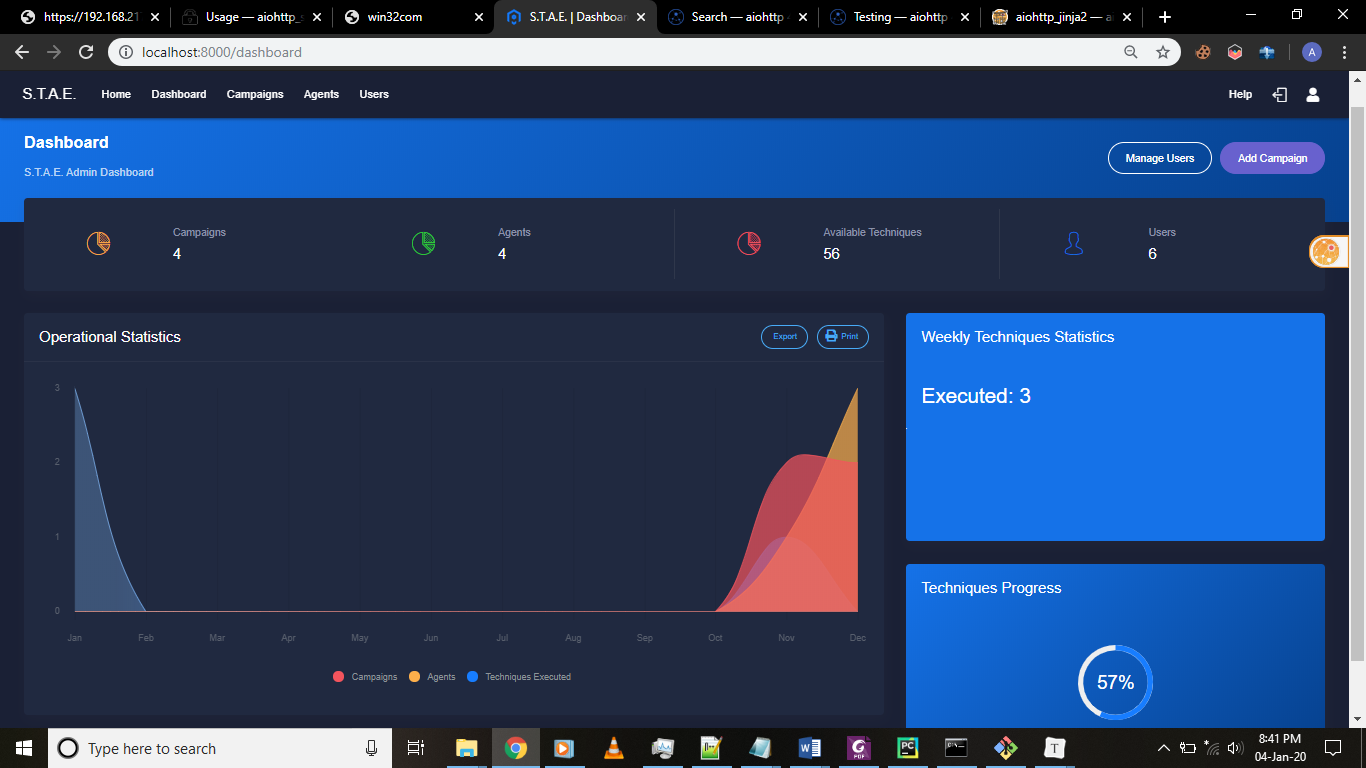 https://192.168.21
Usage — aiohttp_s
win32com
S.T.A.E. | Dashboar
Search — aiohttp
Testing — aiohttp
aiohttp_jinja2 — a
localhost:8000/dashboard
A
S.T.A.E.
Home
Dashboard
Campaigns
Agents
Users
Help
Dashboard
S.T.A.E. Admin Dashboard
Manage Users
Add Campaign
Campaigns
4
Agents
4
Available Techniques
56
Users
6
Operational Statistics
Export
Print
3
2
1
0
Jan Feb Mar Apr May Jun Jul Aug Sep Oct Nov Dec
Campaigns Agents Techniques Executed
Weekly Techniques Statistics
Executed: 3
Techniques Progress
57%
Type here to search
W
PDF
PC
T
8:41 PM
04-Jan-20